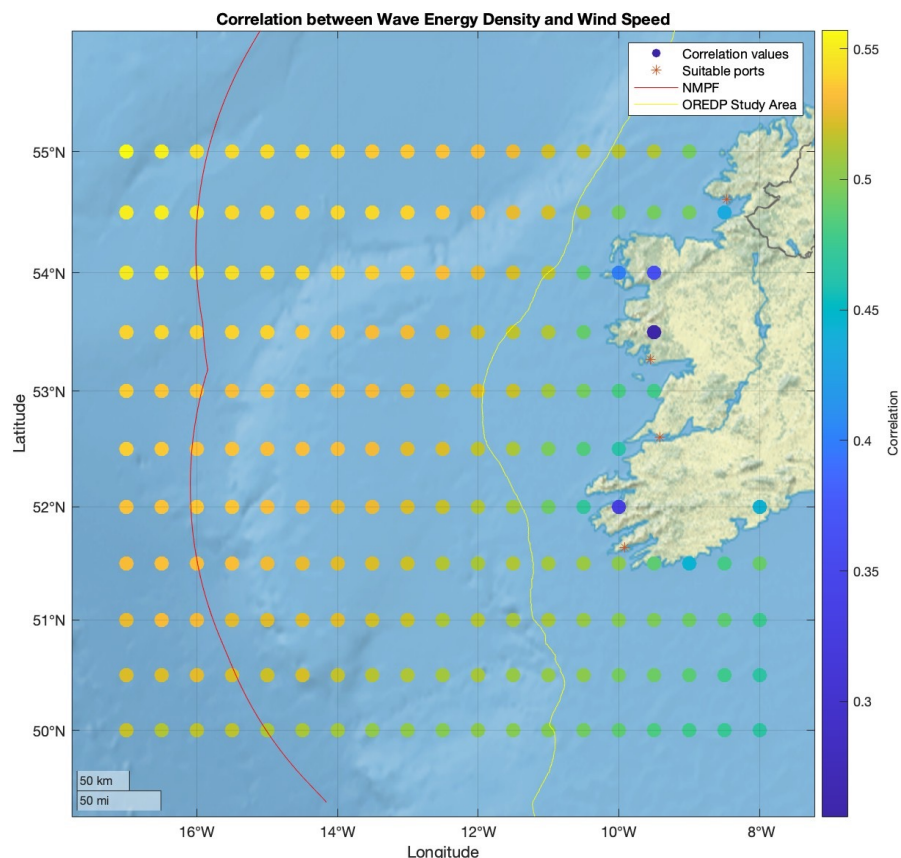 Correlation between Wave Energy Density and Wind Speed
Correlation values
Suitable ports
NMPF
OREDP Study Area
55°N
54°N
53°N
52°N
51°N
50°N
Latitude
50 km
50 mi
16°W
14°W
12°W
10°W
8°W
Longitude
0.55
0.5
0.45
0.4
0.35
0.3
Correlation